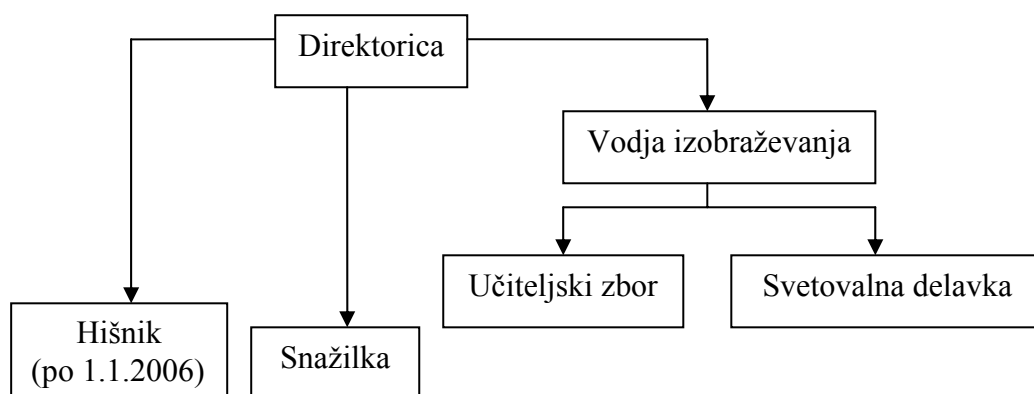 Direktorica
Vodja izobraževanja
Učiteljski zbor
Svetovalna delavka
Hišnik
(po 1.1.2006)
Snažilka